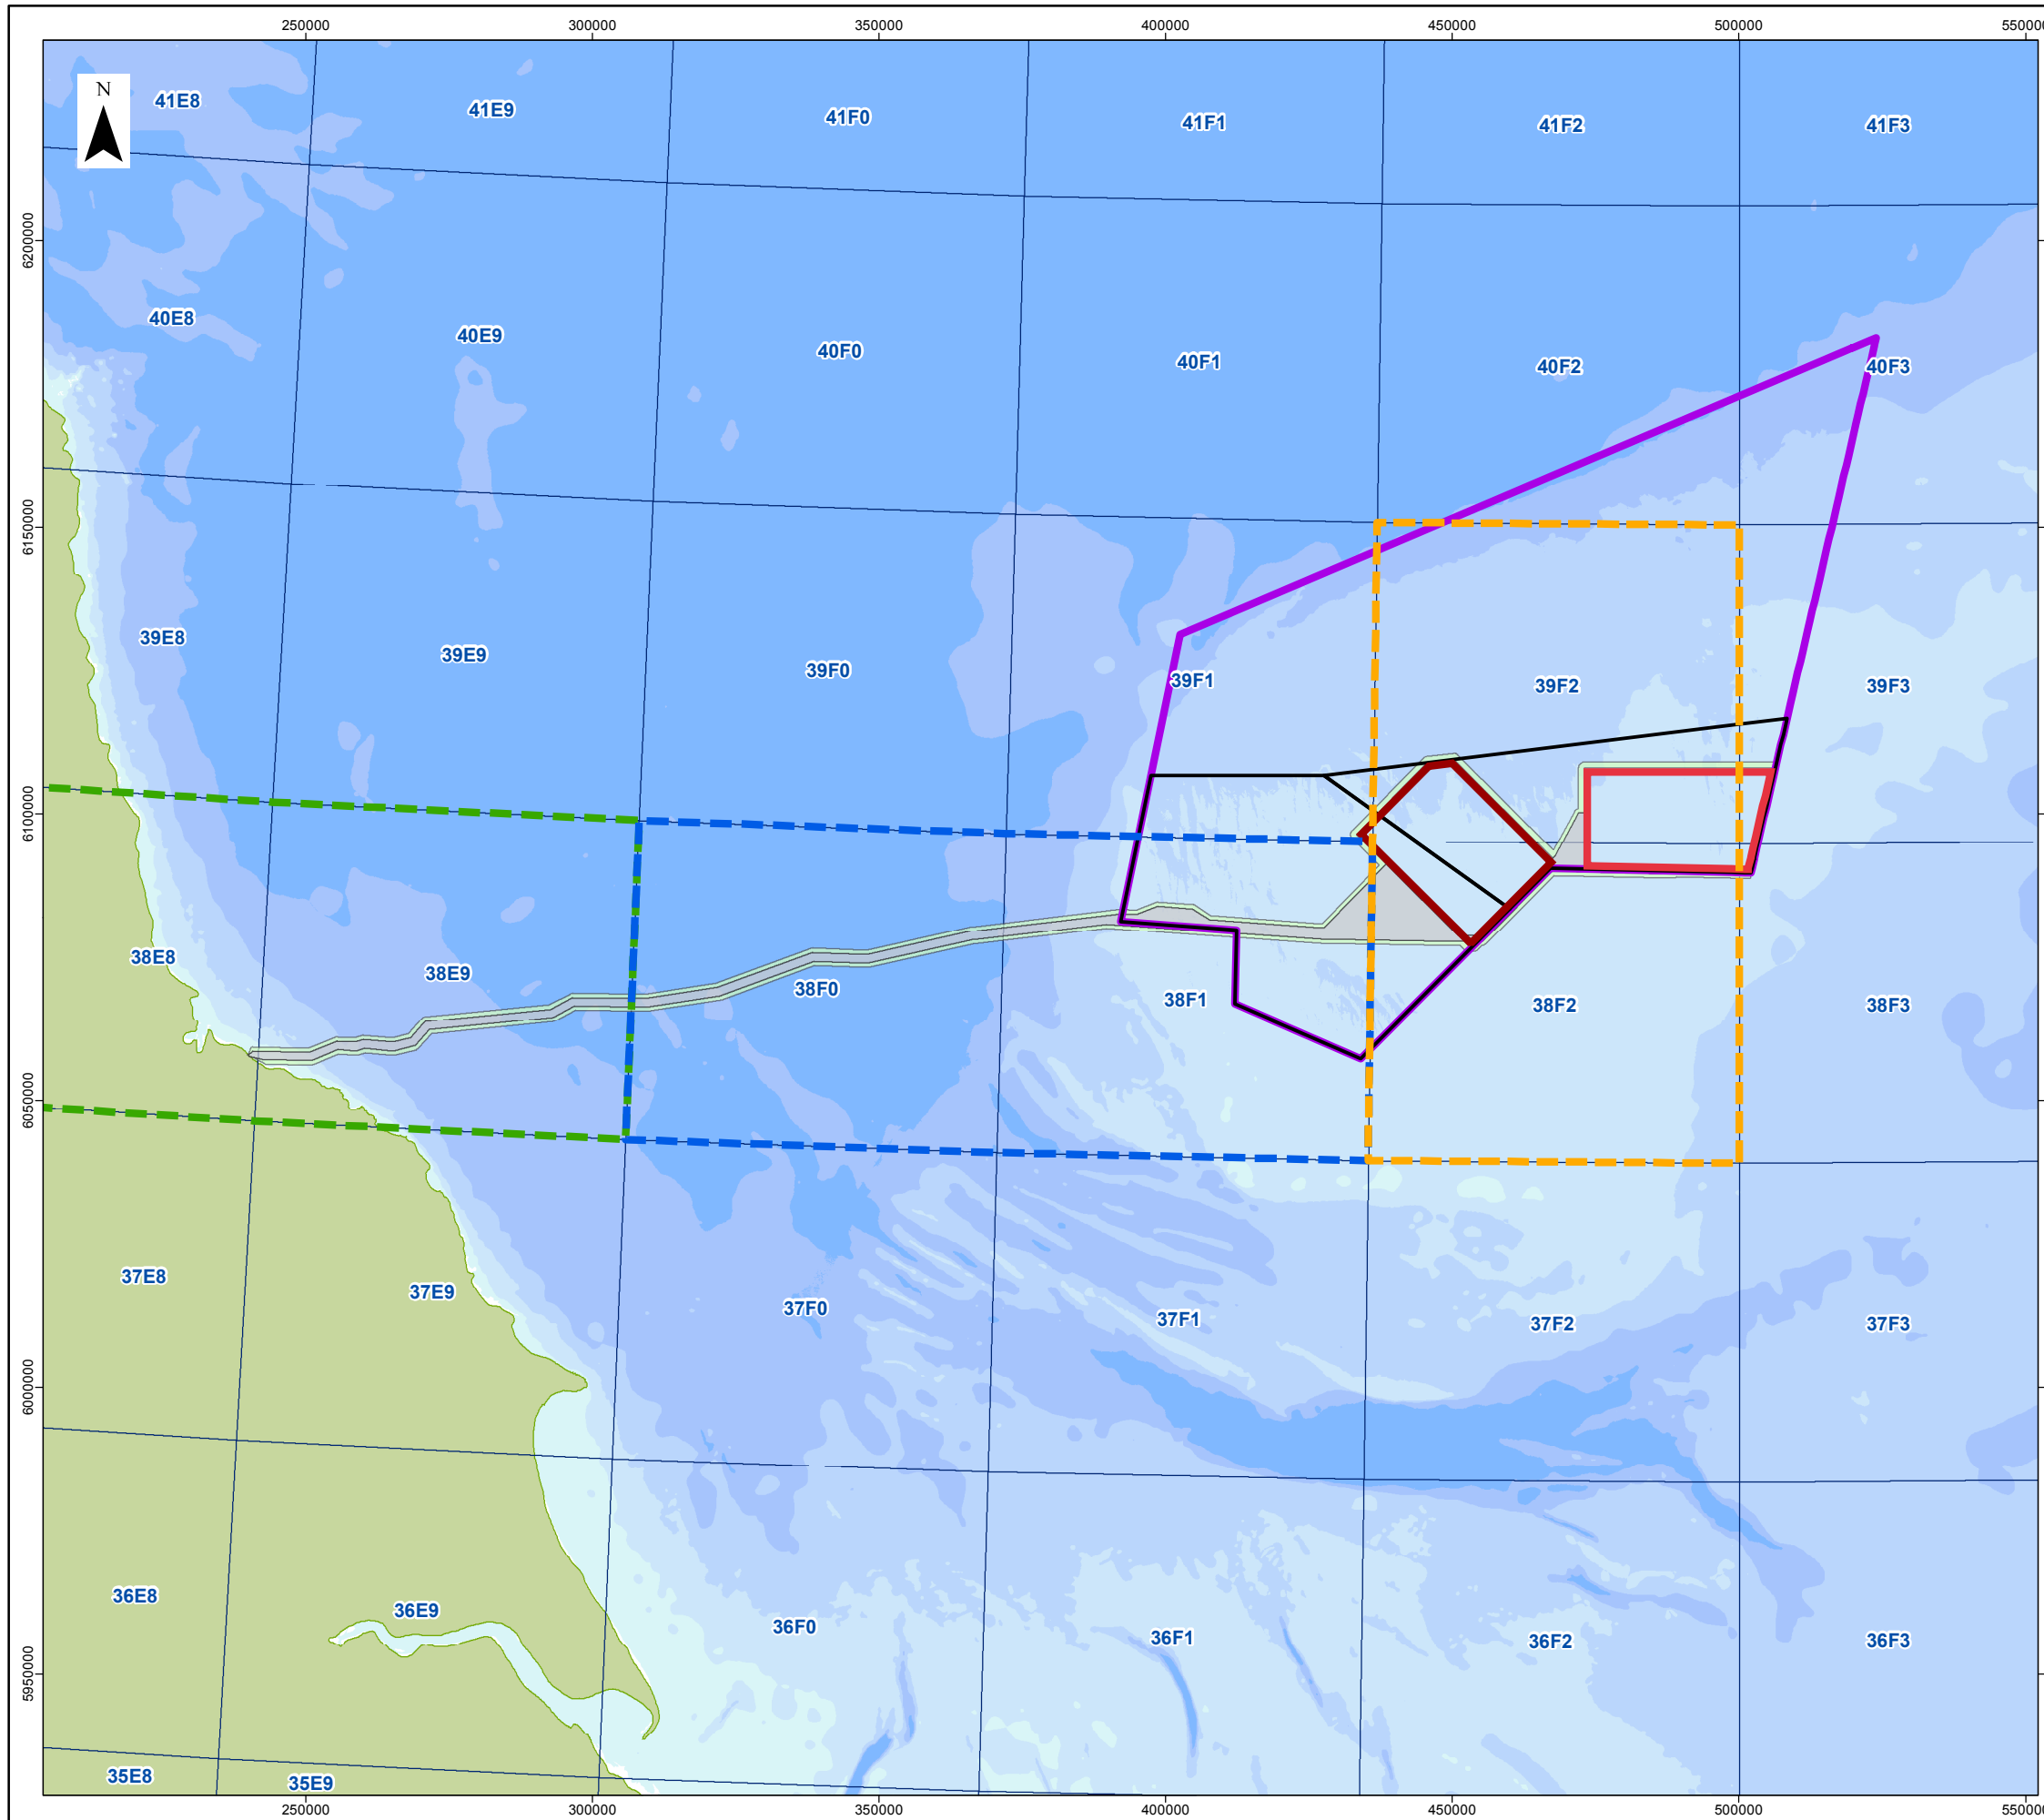 250000 300000 350000 400000 450000 500000 550000
N
41E8 41E9 41F0 41F1 41F2 41F3
6200000
40E8 40E9 40F0 40F1 40F2 40F3
6150000
39E8 39E9 39F0 39F1 39F2 39F3
6100000
38E8 38E9 38F0 38F1 38F2 38F3
6050000
37E8 37E9 37F0 37F1 37F2 37F3
6000000
36E8 36E9 36F0 36F1 36F2 36F3
5950000
35E8 35E9
250000 300000 350000 400000 450000 500000 550000